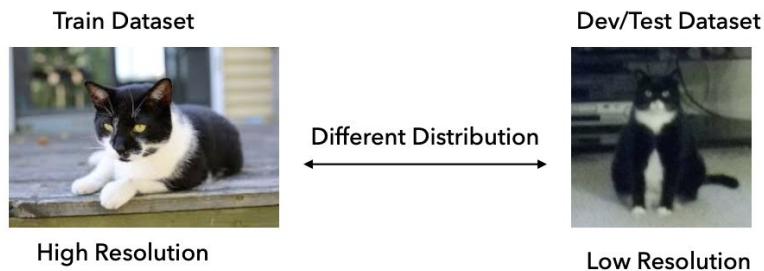 Train Dataset
Dev/Test Dataset
Different Distribution
High Resolution
Low Resolution